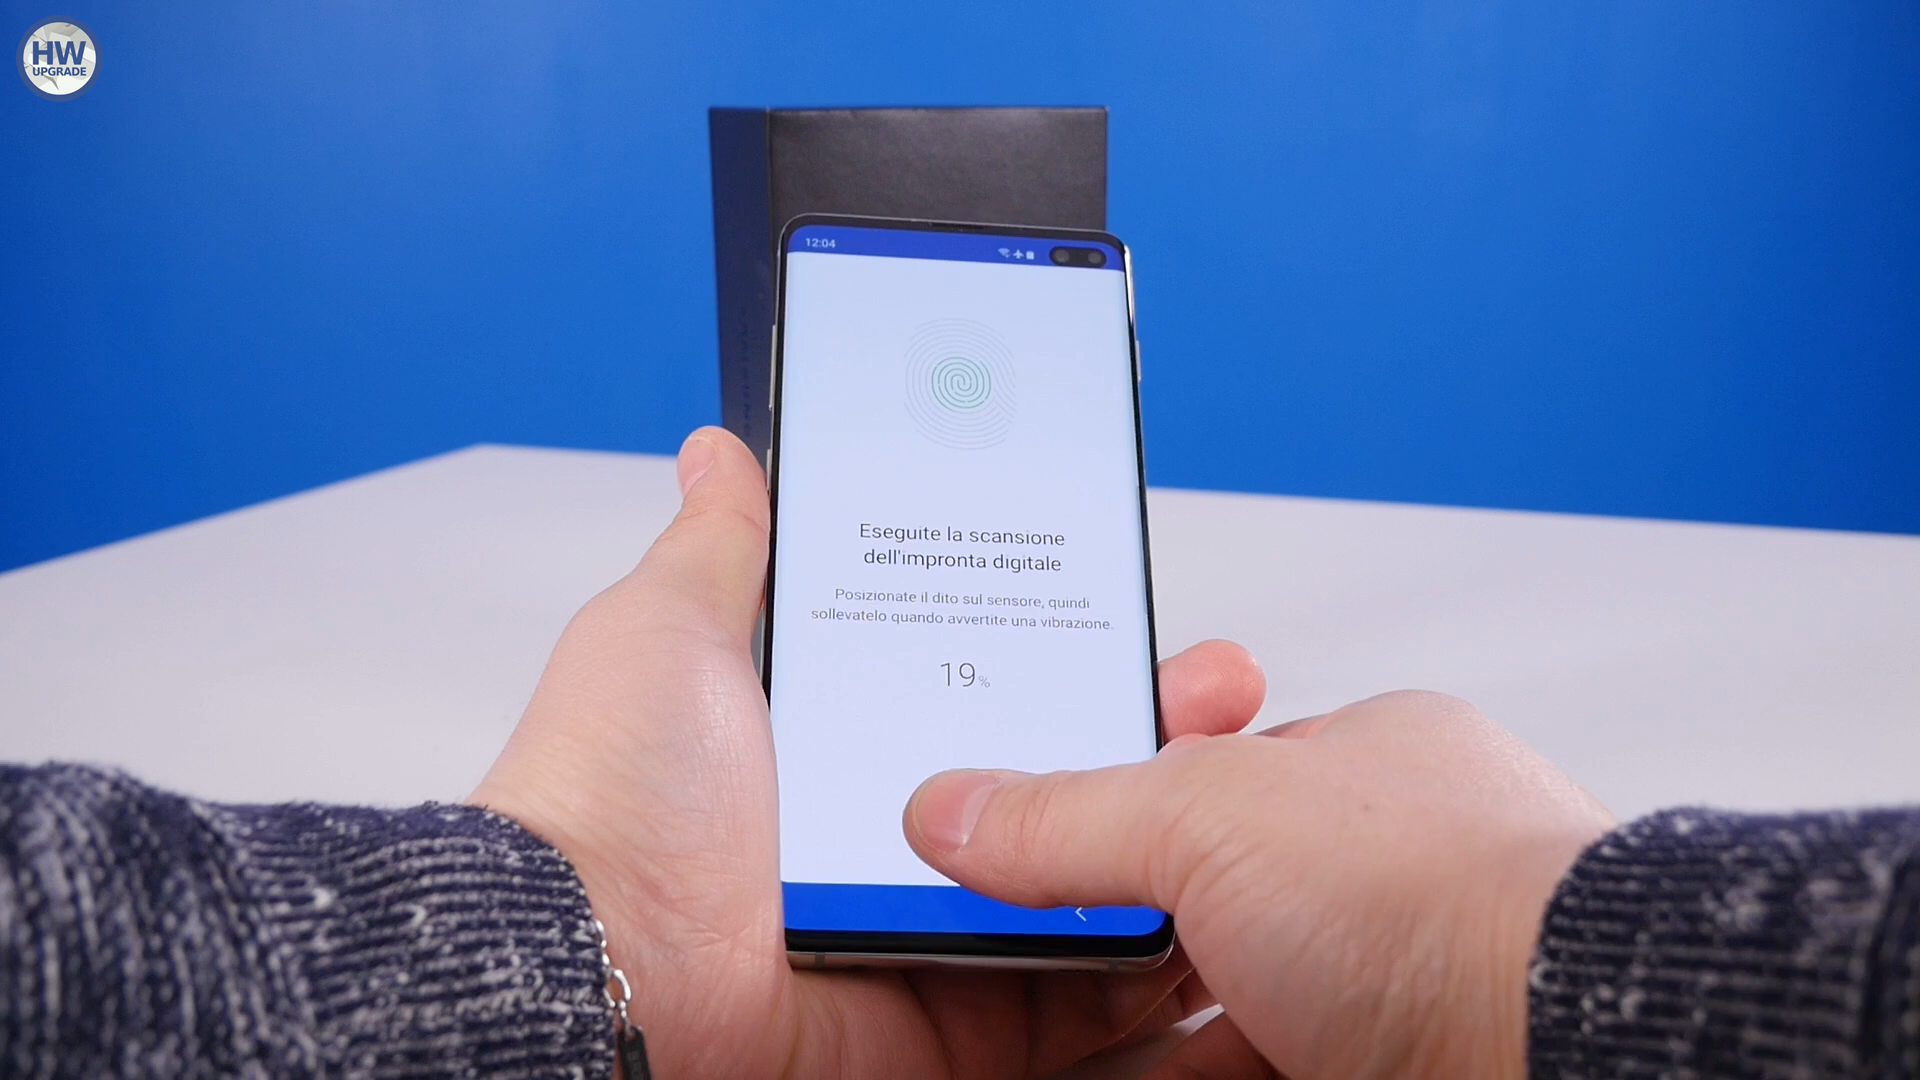 HW
UPGRADE
12:04
Eseguite la scansione
dell'impronta digitale
Posizionate il dito sul sensore, quindi
sollevatelo quando avvertite una vibrazione.
19%